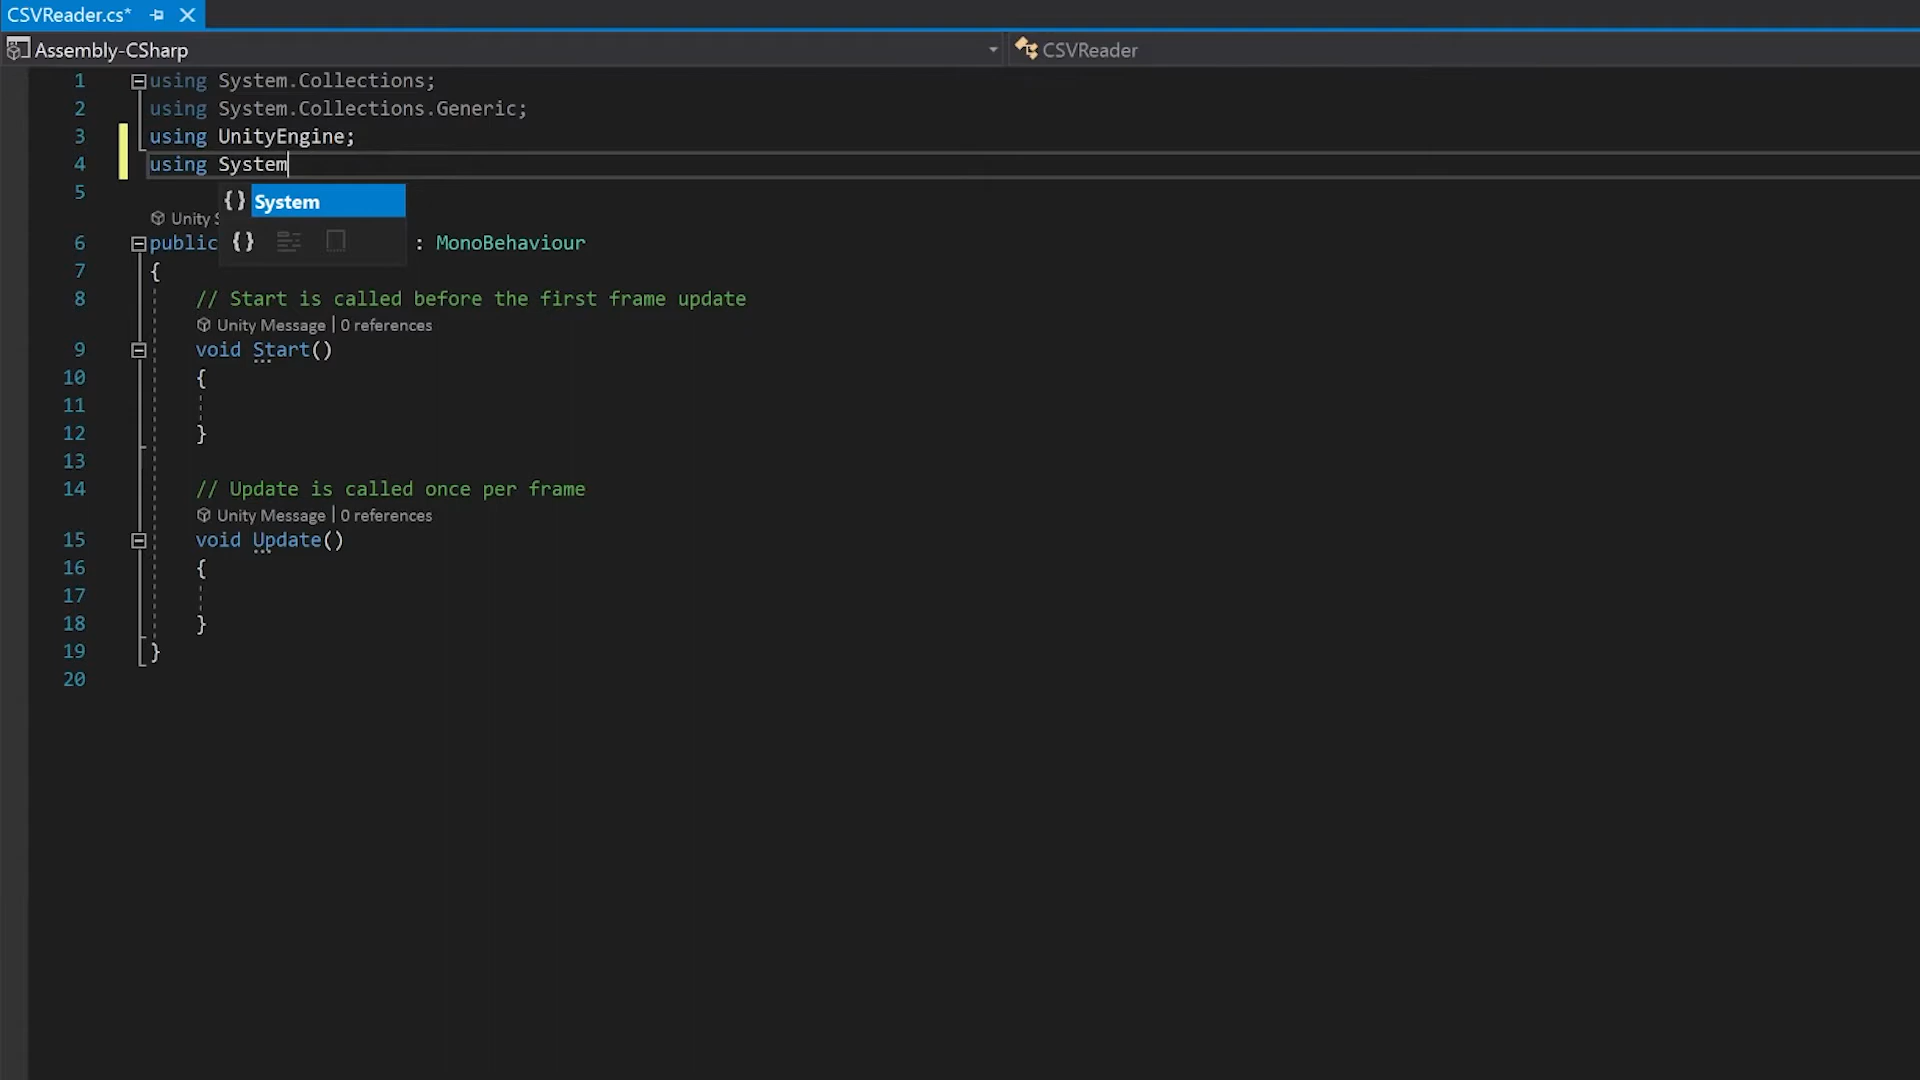 CSVReader.cs*
Assembly-CSharp CSVReader
1 using System.Collections;
2 using System.Collections.Generic;
3 using UnityEngine;
4 using System
5 {} System
Unity
6 public {} : MonoBehaviour
7 {
8 // Start is called before the first frame update
Unity Message | 0 references
9 void Start()
10 {
11
12 }
13
14 // Update is called once per frame
Unity Message | 0 references
15 void Update()
16 {
17
18 }
19 }
20